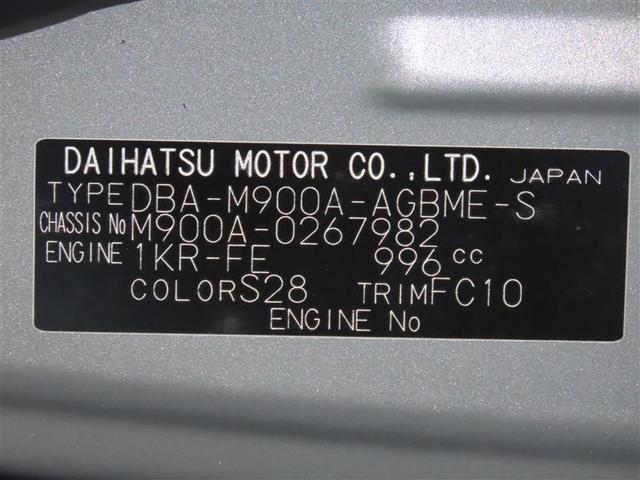 DAIHATSU MOTOR CO.,LTD. JAPAN
TYPE DBA-M900A-AGBME-S
CHASSIS No M900A-0267982
ENGINE 1KR-FE 996 cc
COLOR S28 TRIM FC10
ENGINE No